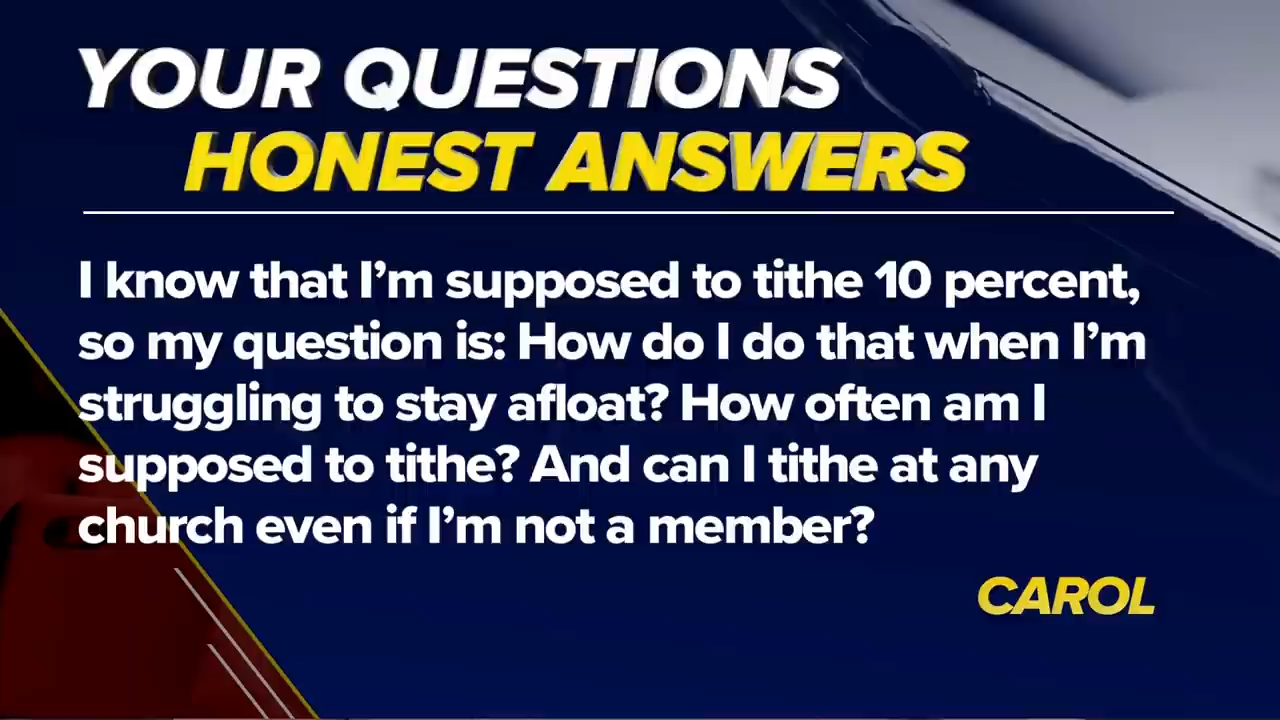 YOUR QUESTIONS
HONEST ANSWERS
I know that I’m supposed to tithe 10 percent,
so my question is: How do I do that when I’m
struggling to stay afloat? How often am I
supposed to tithe? And can I tithe at any
church even if I’m not a member?
CAROL